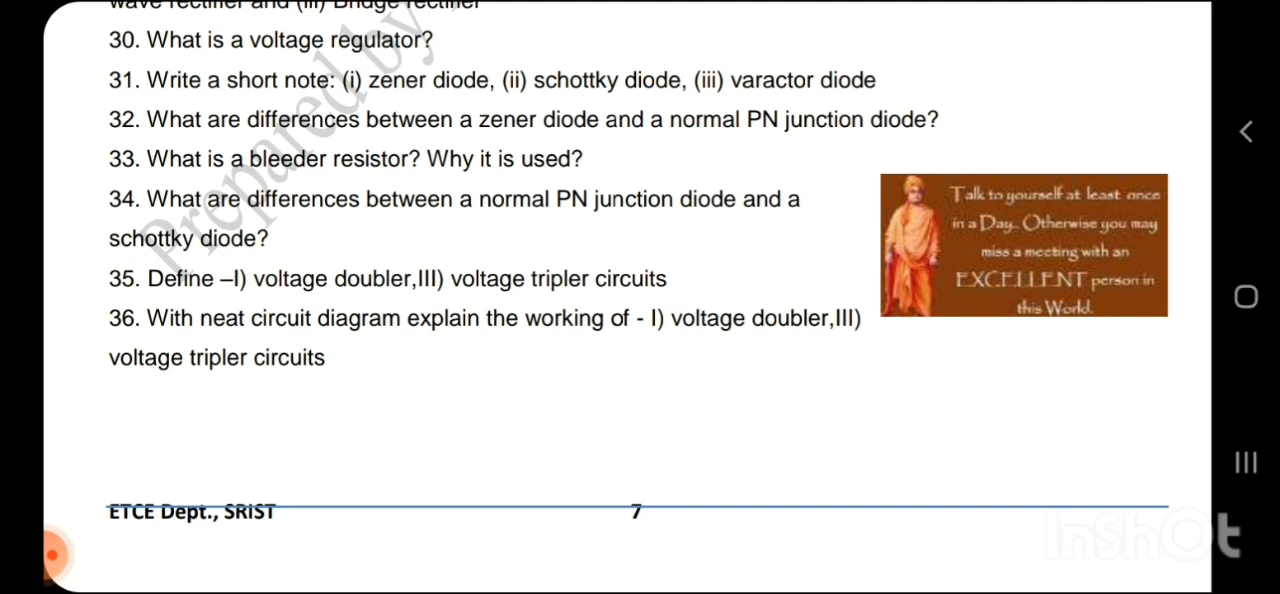 wave rectifier and (iii) Bridge rectifier
30. What is a voltage regulator?
31. Write a short note: (i) zener diode, (ii) schottky diode, (iii) varactor diode
32. What are differences between a zener diode and a normal PN junction diode?
33. What is a bleeder resistor? Why it is used?
34. What are differences between a normal PN junction diode and a
schottky diode?
35. Define –I) voltage doubler,III) voltage tripler circuits
36. With neat circuit diagram explain the working of - I) voltage doubler,III)
voltage tripler circuits
Talk to yourself at least once
in a Day.. Otherwise you may
miss a meeting with an
EXCELLENT person in
this World.
Prepared by
ETCE Dept., SRIST 7
InShOt